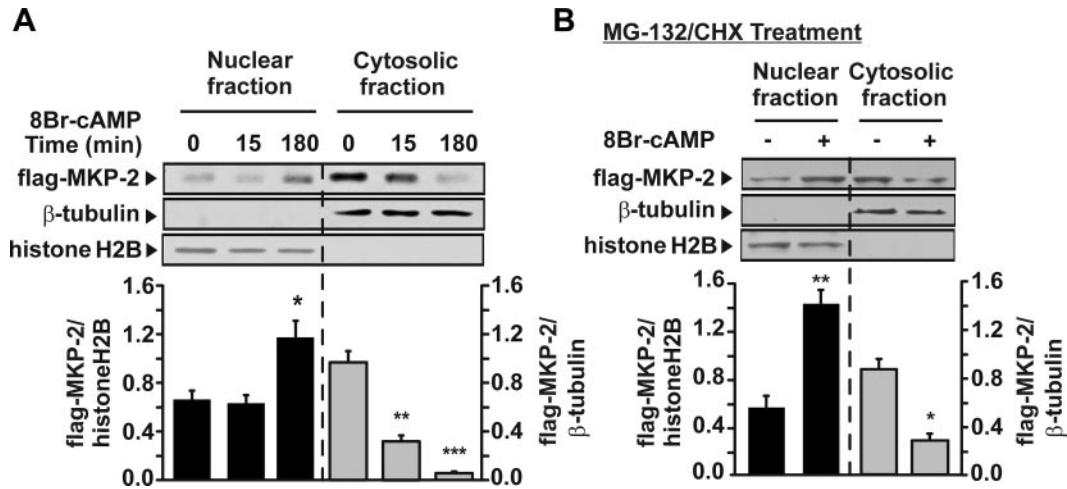 A
Nuclear
fraction
Cytosolic
fraction
8Br-cAMP
Time (min) 0 15 180 0 15 180
flag-MKP-2
β-tubulin
histone H2B
1.6
1.2
0.8
0.4
0.0
flag-MKP-2/
histoneH2B
*
**
***
1.6
1.2
0.8
0.4
0.0
flag-MKP-2/
β-tubulin
B
MG-132/CHX Treatment
Nuclear
fraction
Cytosolic
fraction
8Br-cAMP - + - +
flag-MKP-2
β-tubulin
histone H2B
1.6
1.2
0.8
0.4
0.0
flag-MKP-2/
histoneH2B
**
*
1.6
1.2
0.8
0.4
0.0
flag-MKP-2/
β-tubulin